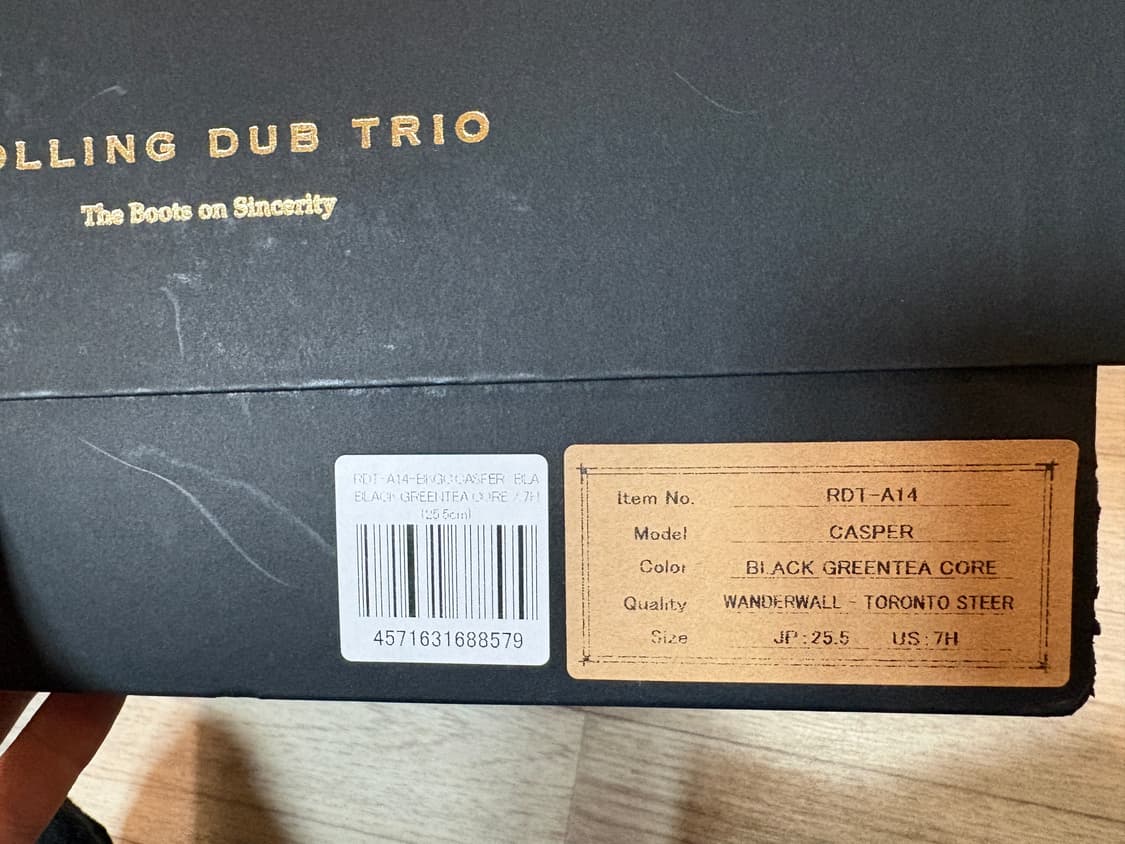 OLLING DUB TRIO
The Boots on Sincerity
RDT-A14-BKGC CASPER BLA
BLACK GREENTEA CORE / 7H
(25.5cm)
4571631688579
Item No. RDT-A14
Model CASPER
Color BLACK GREENTEA CORE
Quality WANDERWALL - TORONTO STEER
Size JP:25.5 US:7H